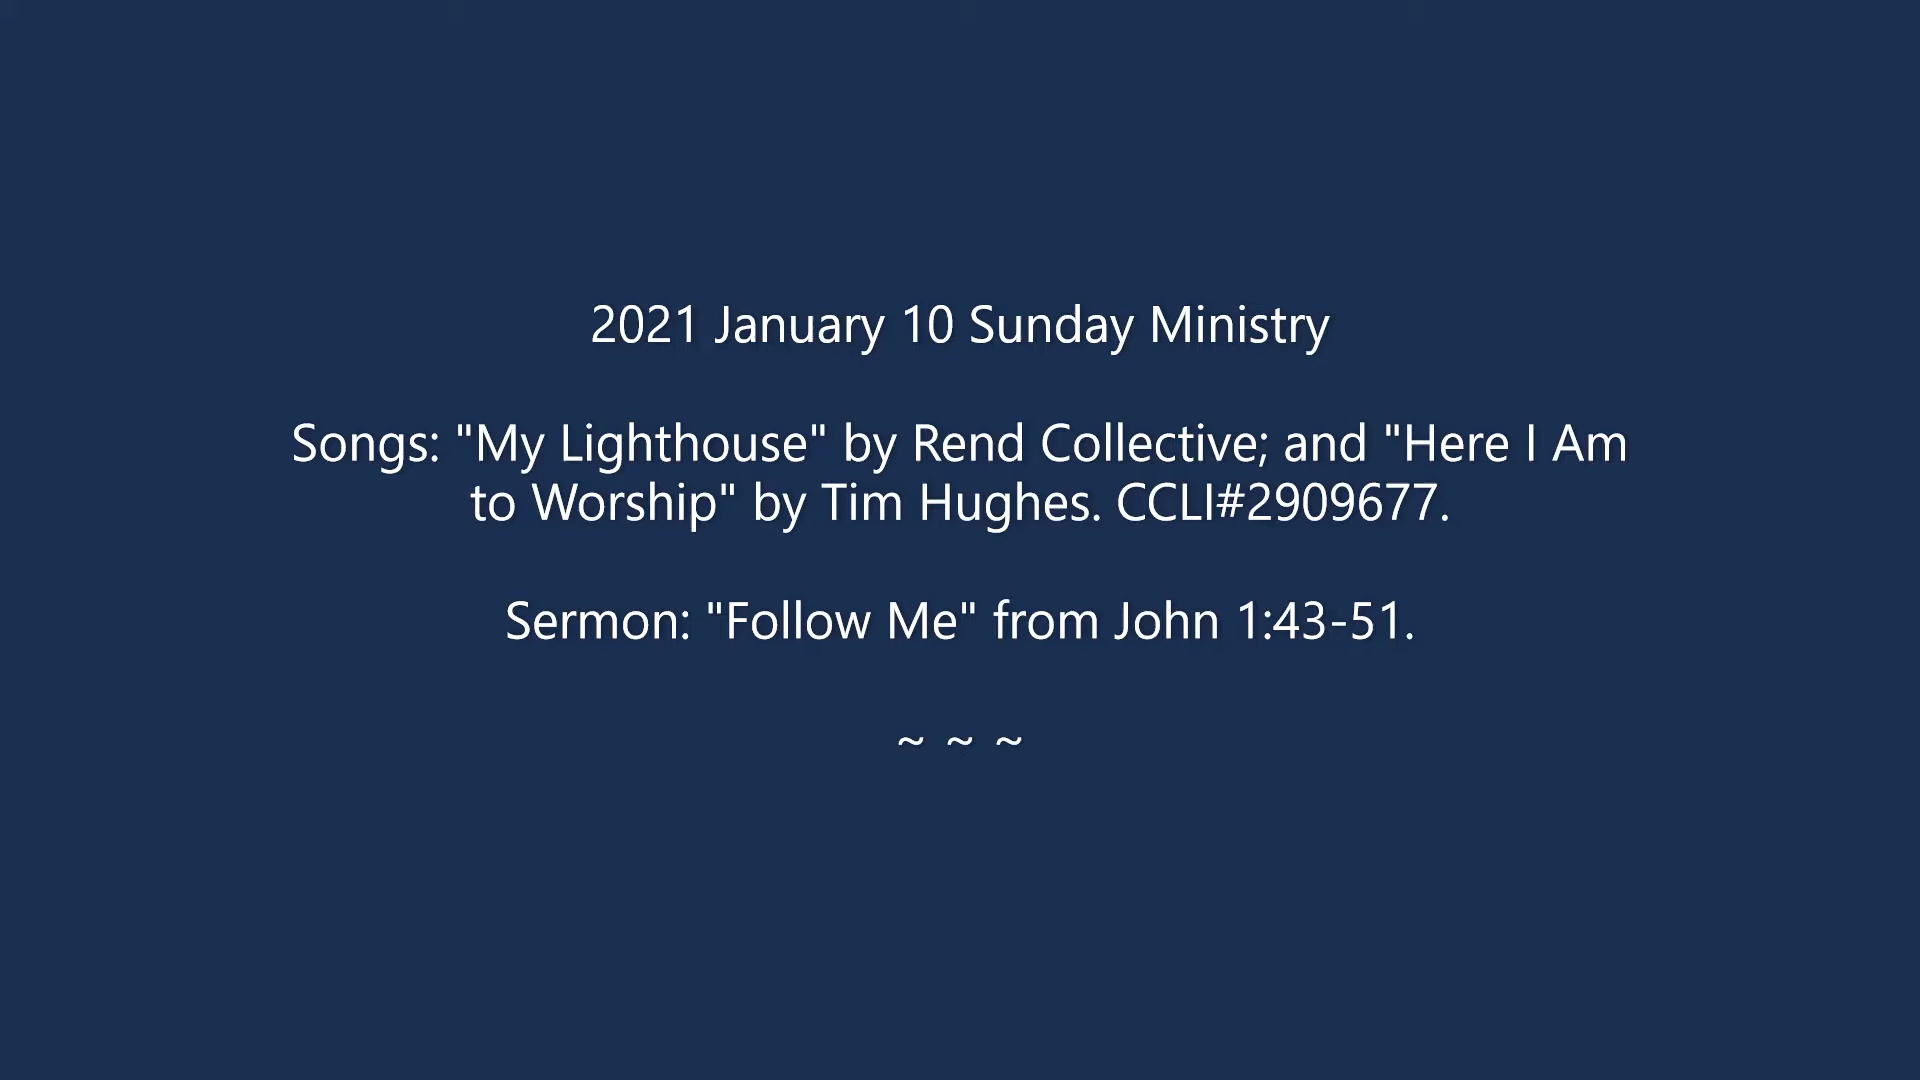 2021 January 10 Sunday Ministry
Songs: "My Lighthouse" by Rend Collective; and "Here I Am
to Worship" by Tim Hughes. CCLI#2909677.
Sermon: "Follow Me" from John 1:43-51.
~ ~ ~